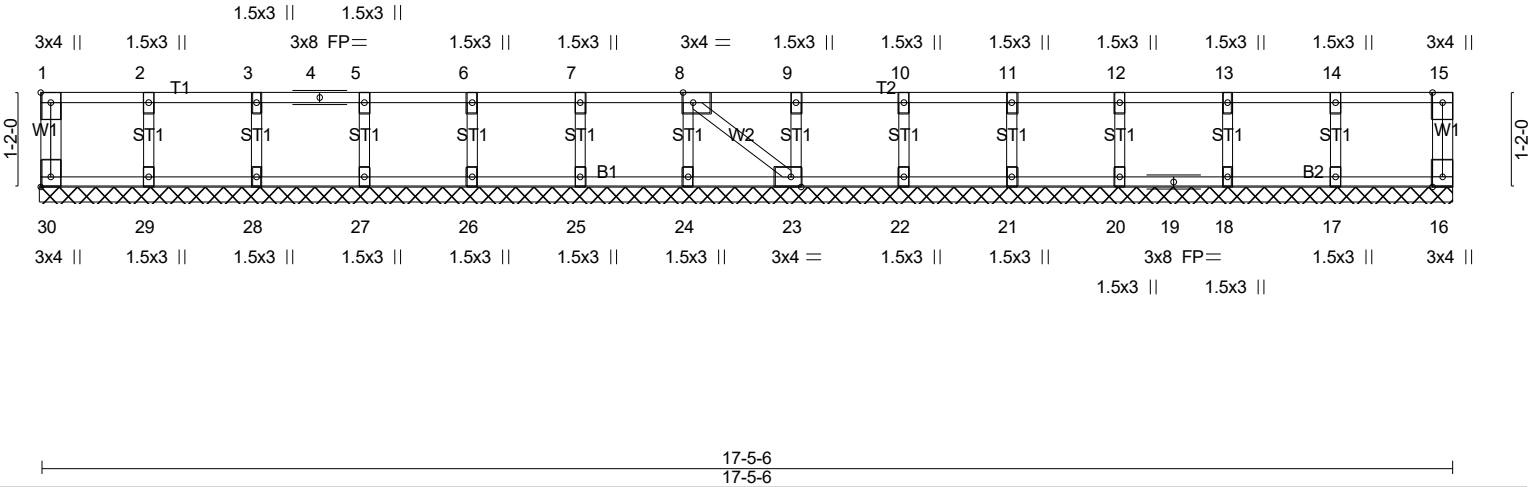 1.5x3 || 1.5x3 ||
3x4 || 1.5x3 || 3x8 FP= 1.5x3 || 1.5x3 || 3x4 = 1.5x3 || 1.5x3 || 1.5x3 || 1.5x3 || 1.5x3 || 1.5x3 || 3x4 ||
1 2 3 4 5 6 7 8 9 10 11 12 13 14 15
T1 T2
1-2-0 W1 ST1 ST1 ST1 ST1 ST1 ST1 W2 ST1 ST1 ST1 ST1 ST1 ST1 W1 1-2-0
B1 B2
30 29 28 27 26 25 24 23 22 21 20 19 18 17 16
3x4 || 1.5x3 || 1.5x3 || 1.5x3 || 1.5x3 || 1.5x3 || 1.5x3 || 3x4 = 1.5x3 || 1.5x3 || 3x8 FP= 1.5x3 || 3x4 ||
1.5x3 || 1.5x3 ||
17-5-6
17-5-6